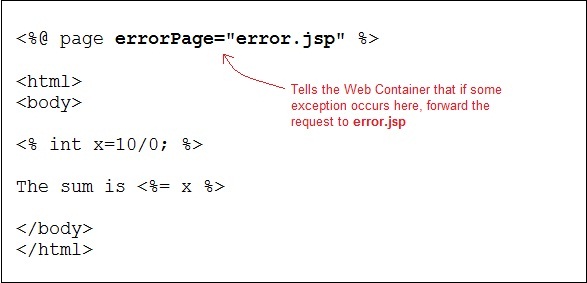 <%@ page errorPage="error.jsp" %>
<html>
<body>
Tells the Web Container that if some
exception occurs here, forward the
request to error.jsp
<% int x=10/0; %>
The sum is <%= x %>
</body>
</html>